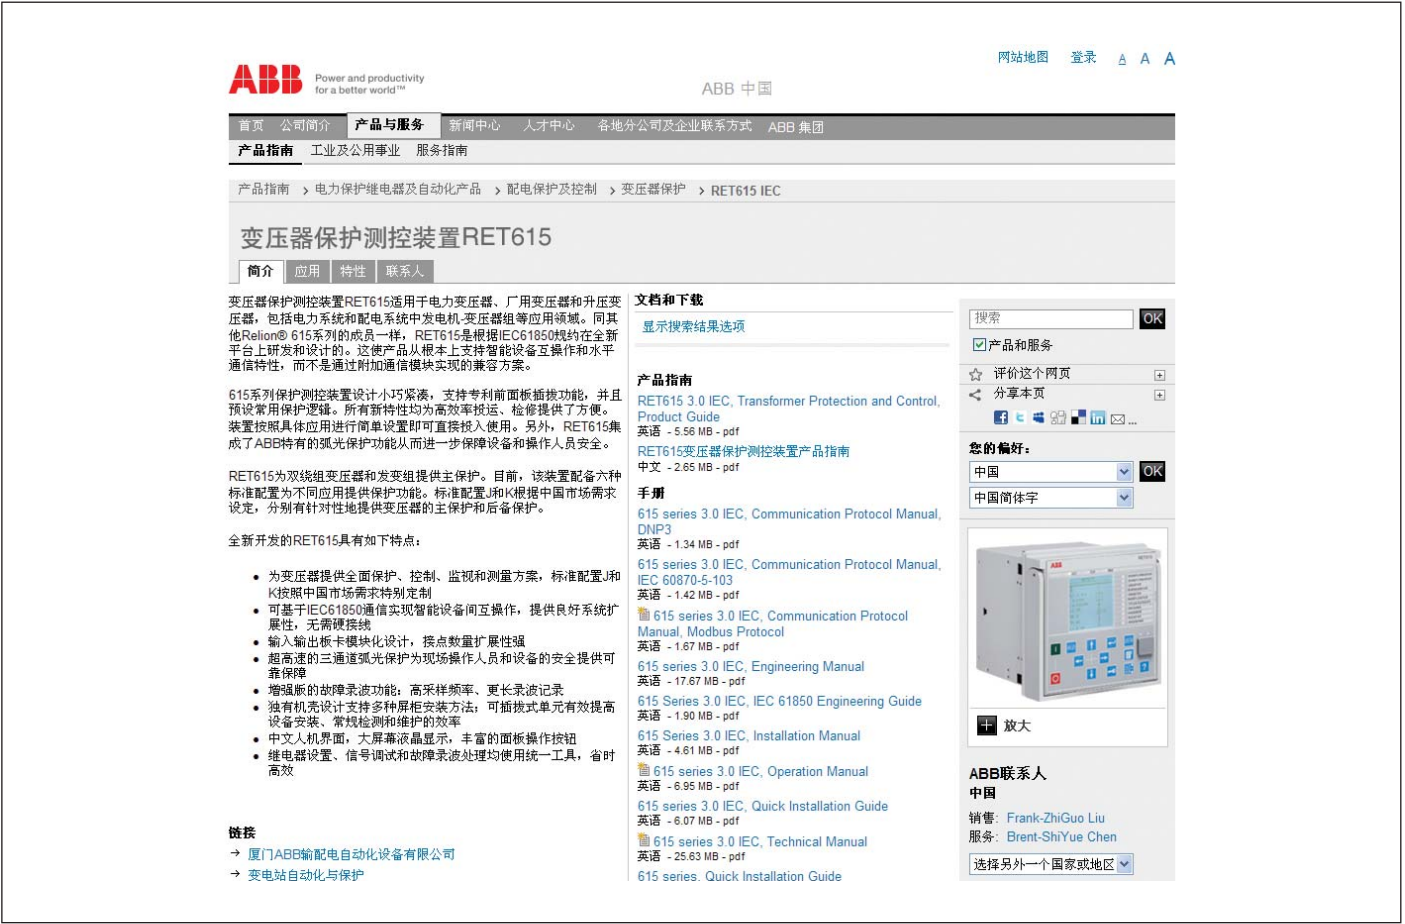 网站地图 登录 A A A
ABB Power and productivity
for a better world™
ABB 中国
首页 公司简介 产品与服务 新闻中心 人才中心 各地分公司及企业联系方式 ABB 集团
产品指南 工业及公用事业 服务指南
产品指南 › 电力保护继电器及自动化产品 › 配电保护及控制 › 变压器保护 › RET615 IEC
变压器保护测控装置RET615
简介 应用 特性 联系人
变压器保护测控装置RET615适用于电力变压器、厂用变压器和升压变
压器，包括电力系统和配电系统中发电机-变压器组等应用领域。同其
他Relion® 615系列的成员一样，RET615是根据IEC61850规约在全新
平台上研发和设计的。这使产品从根本上支持智能设备互操作和水平
通信特性，而不是通过附加通信模块实现的兼容方案。
615系列保护测控装置设计小巧紧凑，支持专利前面板插拔功能，并且
预设常用保护逻辑。所有新特性均为高效率投运、检修提供了方便。
装置按照具体应用进行简单设置即可直接投入使用。另外，RET615集
成了ABB特有的弧光保护功能从而进一步保障设备和操作人员安全。
RET615为双绕组变压器和发变组提供主保护。目前，该装置配备六种
标准配置为不同应用提供保护功能。标准配置J和K根据中国市场需求
设定，分别有针对性地提供变压器的主保护和后备保护。
全新开发的RET615具有如下特点：
• 为变压器提供全面保护、控制、监视和测量方案，标准配置J和
K按照中国市场需求特别定制
• 可基于IEC61850通信实现智能设备间互操作，提供良好系统扩
展性，无需硬接线
• 输入输出板卡模块化设计，接点数量扩展性强
• 超高速的三通道弧光保护为现场操作人员和设备的安全提供可
靠保障
• 增强版的故障录波功能：高采样频率、更长录波记录
• 独有机壳设计支持多种屏柜安装方法；可插拔式单元有效提高
设备安装、常规检测和维护的效率
• 中文人机界面，大屏幕液晶显示，丰富的面板操作按钮
• 继电器设置、信号调试和故障录波处理均使用统一工具，省时
高效
链接
→ 厦门ABB输配电自动化设备有限公司
→ 变电站自动化与保护
文档和下载
显示搜索结果选项
产品指南
RET615 3.0 IEC, Transformer Protection and Control,
Product Guide
英语 - 5.56 MB - pdf
RET615变压器保护测控装置产品指南
中文 - 2.65 MB - pdf
手册
615 series 3.0 IEC, Communication Protocol Manual,
DNP3
英语 - 1.34 MB - pdf
615 series 3.0 IEC, Communication Protocol Manual,
IEC 60870-5-103
英语 - 1.42 MB - pdf
615 series 3.0 IEC, Communication Protocol
Manual, Modbus Protocol
英语 - 1.67 MB - pdf
615 series 3.0 IEC, Engineering Manual
英语 - 17.67 MB - pdf
615 Series 3.0 IEC, IEC 61850 Engineering Guide
英语 - 1.90 MB - pdf
615 Series 3.0 IEC, Installation Manual
英语 - 4.61 MB - pdf
615 series 3.0 IEC, Operation Manual
英语 - 6.95 MB - pdf
615 series 3.0 IEC, Quick Installation Guide
英语 - 6.07 MB - pdf
615 series 3.0 IEC, Technical Manual
英语 - 25.63 MB - pdf
615 series, Quick Installation Guide
搜索 OK
产品和服务
评价这个网页
分享本页
...
您的偏好：
中国 OK
中国简体字
ABB
放大
ABB联系人
中国
销售: Frank-ZhiGuo Liu
服务: Brent-ShiYue Chen
选择另外一个国家或地区